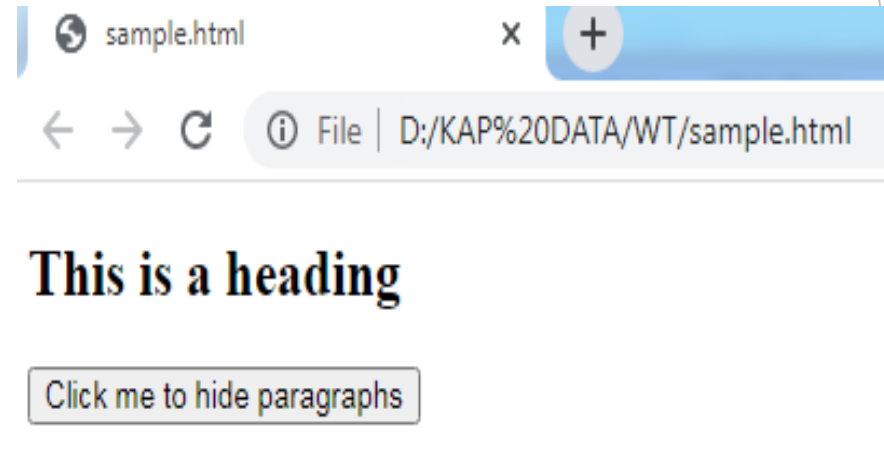 sample.html
File D:/KAP%20DATA/WT/sample.html
This is a heading
Click me to hide paragraphs